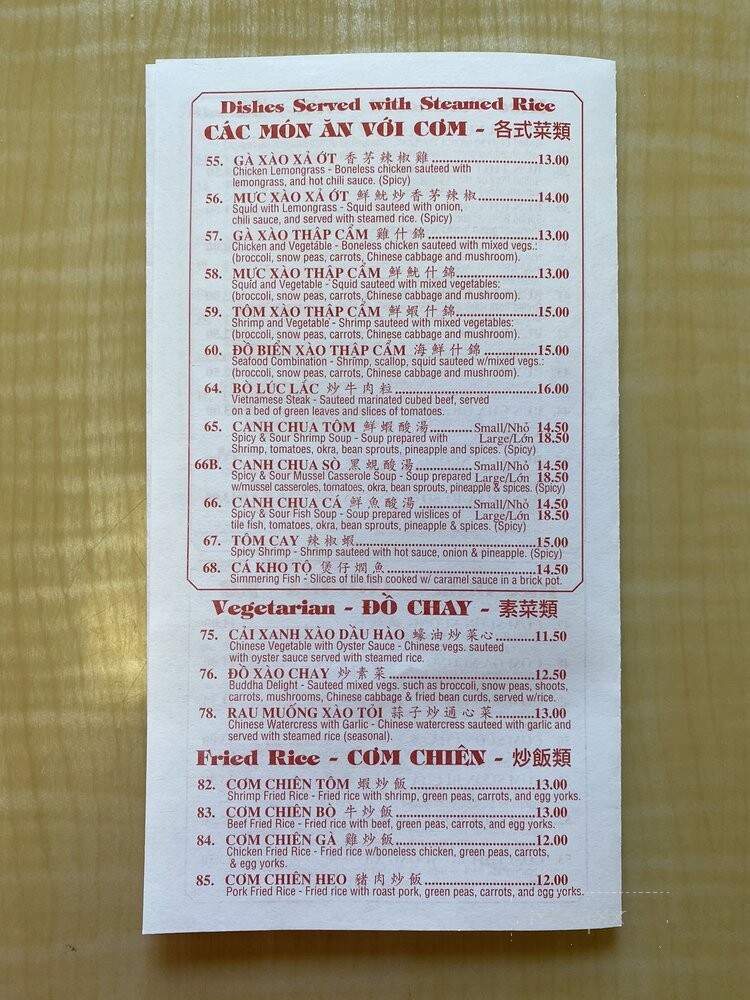 Dishes Served with Steamed Rice
CÁC MÓN ĂN VỚI CƠM - 各式菜類
55. GÀ XÀO XẢ ỚT 香茅辣椒雞..............................13.00
Chicken Lemongrass - Boneless chicken sauteed with
lemongrass, and hot chili sauce. (Spicy)
56. MỰC XÀO XẢ ỚT 鮮魷炒香茅辣椒....................14.00
Squid with Lemongrass - Squid sauteed with onion,
chili sauce, and served with steamed rice. (Spicy)
57. GÀ XÀO THẬP CẨM 雞什錦..............................13.00
Chicken and Vegetable - Boneless chicken sauteed with mixed vegs.:
(broccoli, snow peas, carrots, Chinese cabbage and mushroom).
58. MỰC XÀO THẬP CẨM 鮮魷什錦........................13.00
Squid and Vegetable - Squid sauteed with mixed vegetables:
(broccoli, snow peas, carrots, Chinese cabbage and mushroom).
59. TÔM XÀO THẬP CẨM 鮮蝦什錦........................15.00
Shrimp and Vegetable - Shrimp sauteed with mixed vegetables:
(broccoli, snow peas, carrots, Chinese cabbage and mushroom).
60. ĐỒ BIỂN XÀO THẬP CẨM 海鮮什錦..................15.00
Seafood Combination - Shrimp, scallop, squid sauteed w/mixed vegs.:
(broccoli, snow peas, carrots, Chinese cabbage and mushroom).
64. BÒ LÚC LẮC 炒牛肉粒......................................16.00
Vietnamese Steak - Sauteed marinated cubed beef, served
on a bed of green leaves and slices of tomatoes.
65. CANH CHUA TÔM 鮮蝦酸湯............Small/Nhỏ 14.50
Spicy & Sour Shrimp Soup - Soup prepared with Large/Lớn 18.50
Shrimp, tomatoes, okra, bean sprouts, pineapple and spices. (Spicy)
66B. CANH CHUA SÒ 黑蜆酸湯............Small/Nhỏ 14.50
Spicy & Sour Mussel Casserole Soup - Soup prepared Large/Lớn 18.50
w/mussel casseroles, tomatoes, okra, bean sprouts, pineapple & spices. (Spicy)
66. CANH CHUA CÁ 鮮魚酸湯............Small/Nhỏ 14.50
Spicy & Sour Fish Soup - Soup prepared w/slices of Large/Lớn 18.50
tile fish, tomatoes, okra, bean sprouts, pineapple & spices. (Spicy)
67. TÔM CAY 辣椒蝦..............................................15.00
Spicy Shrimp - Shrimp sauteed with hot sauce, onion & pineapple. (Spicy)
68. CÁ KHO TỘ 煲仔燜魚......................................14.50
Simmering Fish - Slices of tile fish cooked w/ caramel sauce in a brick pot.
Vegetarian - ĐỒ CHAY - 素菜類
75. CẢI XANH XÀO DẦU HÀO 蠔油炒菜心..........11.50
Chinese Vegetable with Oyster Sauce - Chinese vegs. sauteed
with oyster sauce served with steamed rice.
76. ĐỒ XÀO CHAY 炒素菜......................................12.50
Buddha Delight - Sauteed mixed vegs. such as broccoli, snow peas, shoots,
carrots, mushrooms, Chinese cabbage & fried bean curds, served w/rice.
78. RAU MUỐNG XÀO TỎI 蒜子炒通心菜..........13.00
Chinese Watercress with Garlic - Chinese watercress sauteed with garlic and
served with steamed rice (seasonal).
Fried Rice - CƠM CHIÊN - 炒飯類
82. CƠM CHIÊN TÔM 蝦炒飯................................13.00
Shrimp Fried Rice - Fried rice with shrimp, green peas, carrots, and egg yorks.
83. CƠM CHIÊN BÒ 牛炒飯....................................13.00
Beef Fried Rice - Fried rice with beef, green peas, carrots, and egg yorks.
84. CƠM CHIÊN GÀ 雞炒飯....................................12.00
Chicken Fried Rice - Fried rice w/boneless chicken, green peas, carrots,
& egg yorks.
85. CƠM CHIÊN HEO 豬肉炒飯..............................12.00
Pork Fried Rice - Fried rice with roast pork, green peas, carrots, and egg yorks.